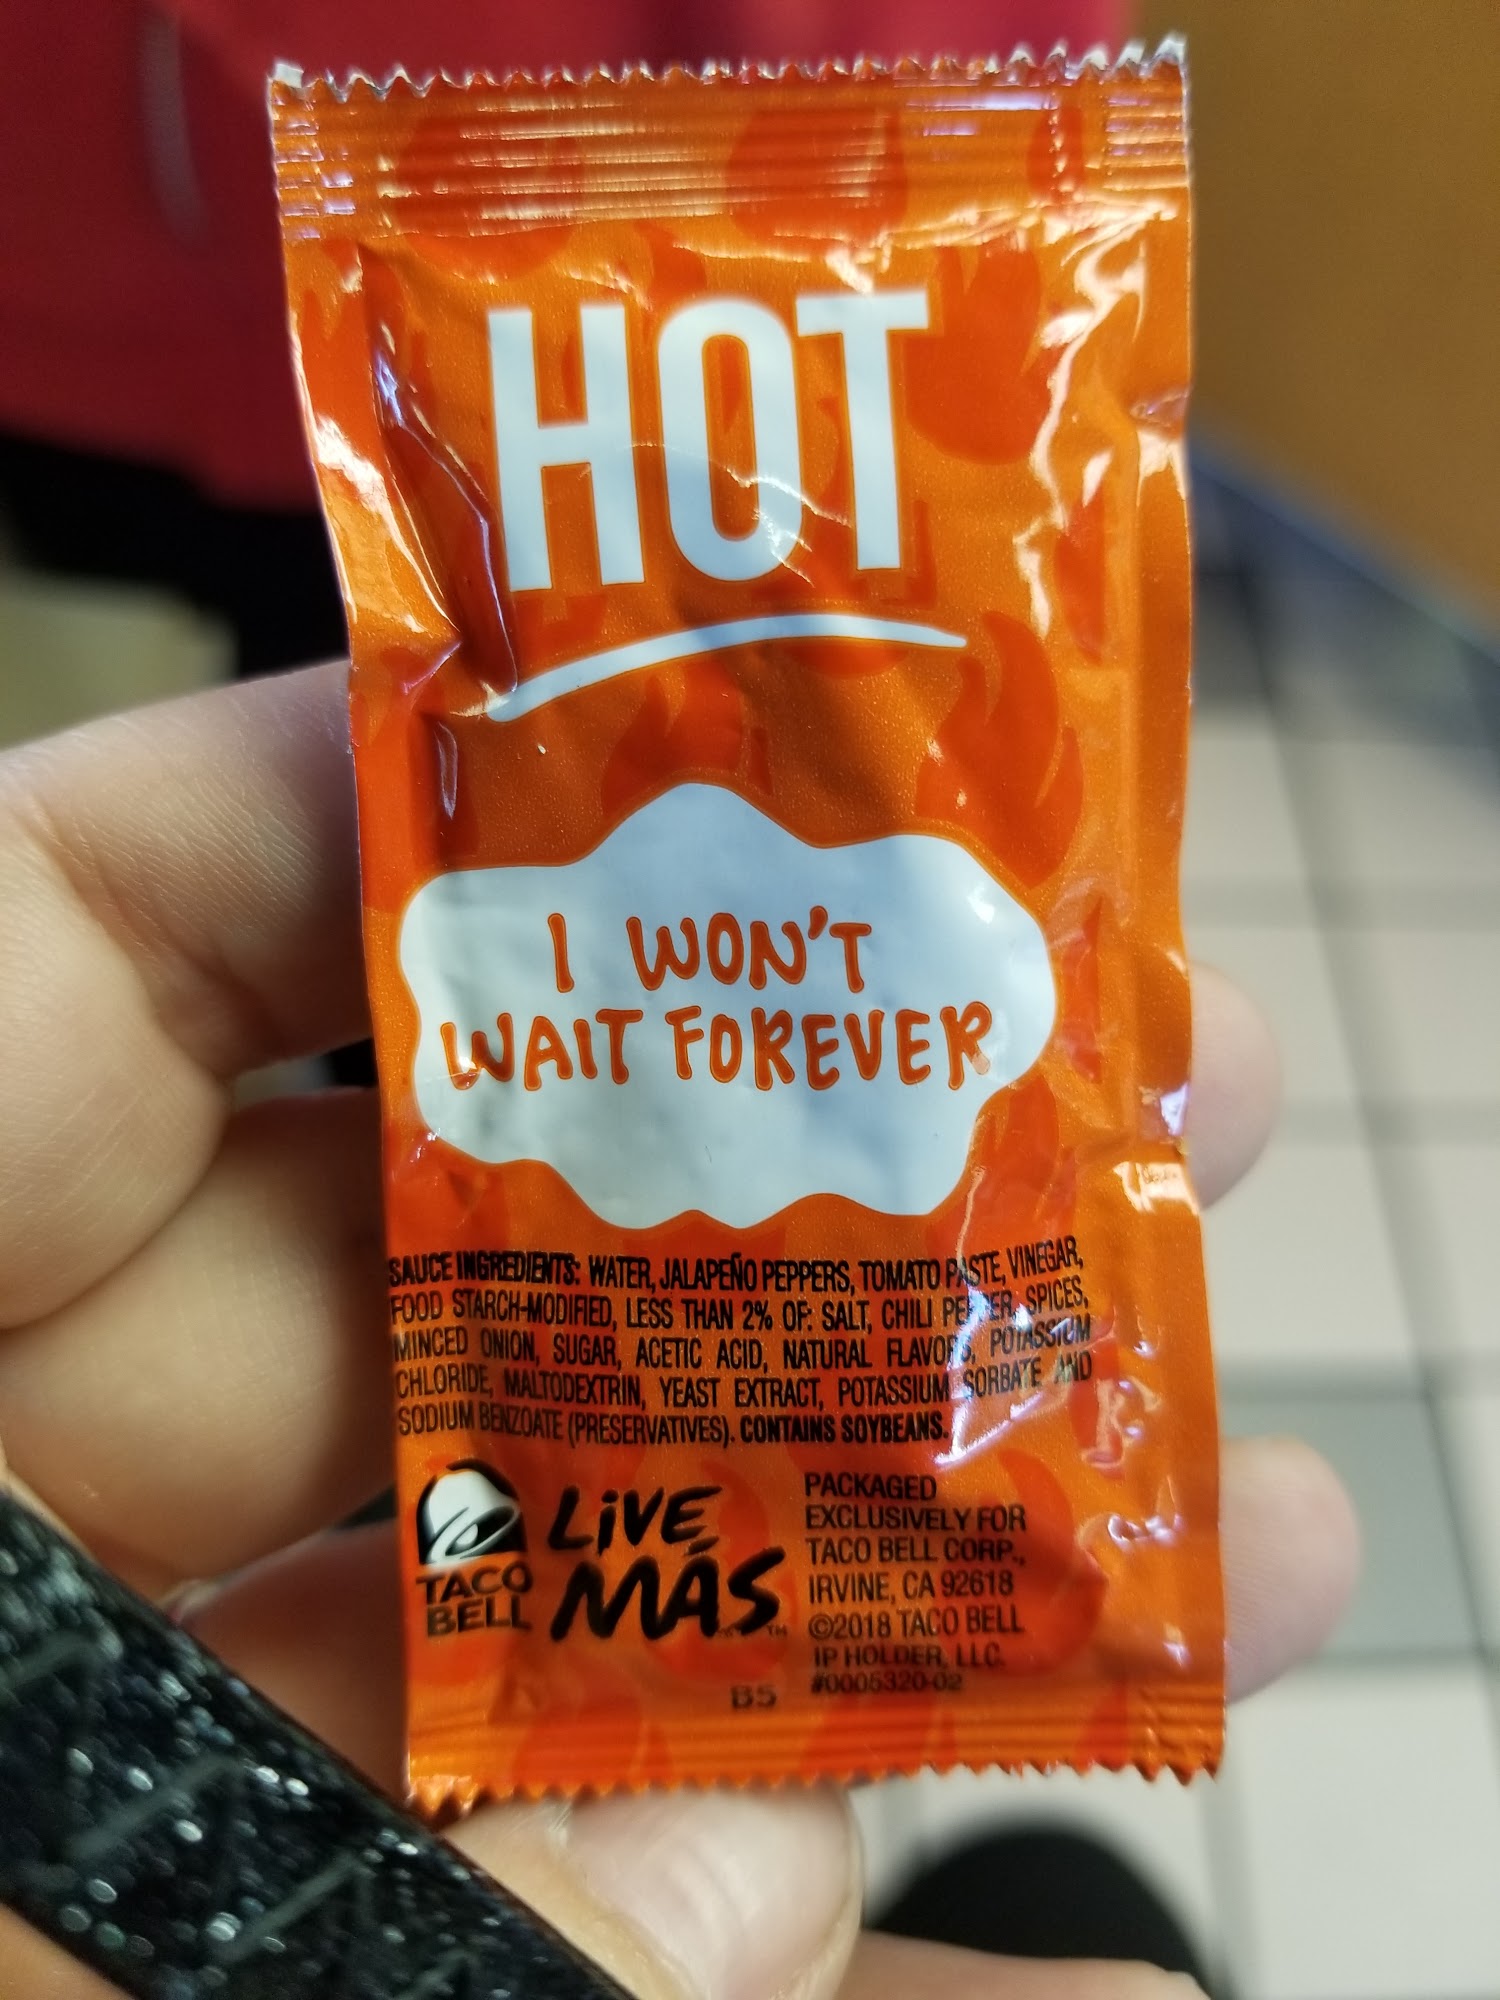 HOT
I WON'T
WAIT FOREVER
SAUCE INGREDIENTS: WATER, JALAPEÑO PEPPERS, TOMATO PASTE, VINEGAR,
FOOD STARCH-MODIFIED, LESS THAN 2% OF: SALT, CHILI PEPPER, SPICES,
MINCED ONION, SUGAR, ACETIC ACID, NATURAL FLAVORS, POTASSIUM
CHLORIDE, MALTODEXTRIN, YEAST EXTRACT, POTASSIUM SORBATE AND
SODIUM BENZOATE (PRESERVATIVES). CONTAINS SOYBEANS.
TACO
BELL
LiVE
MÁS™
PACKAGED
EXCLUSIVELY FOR
TACO BELL CORP.,
IRVINE, CA 92618
©2018 TACO BELL
IP HOLDER, LLC.
#0005320-02
B5